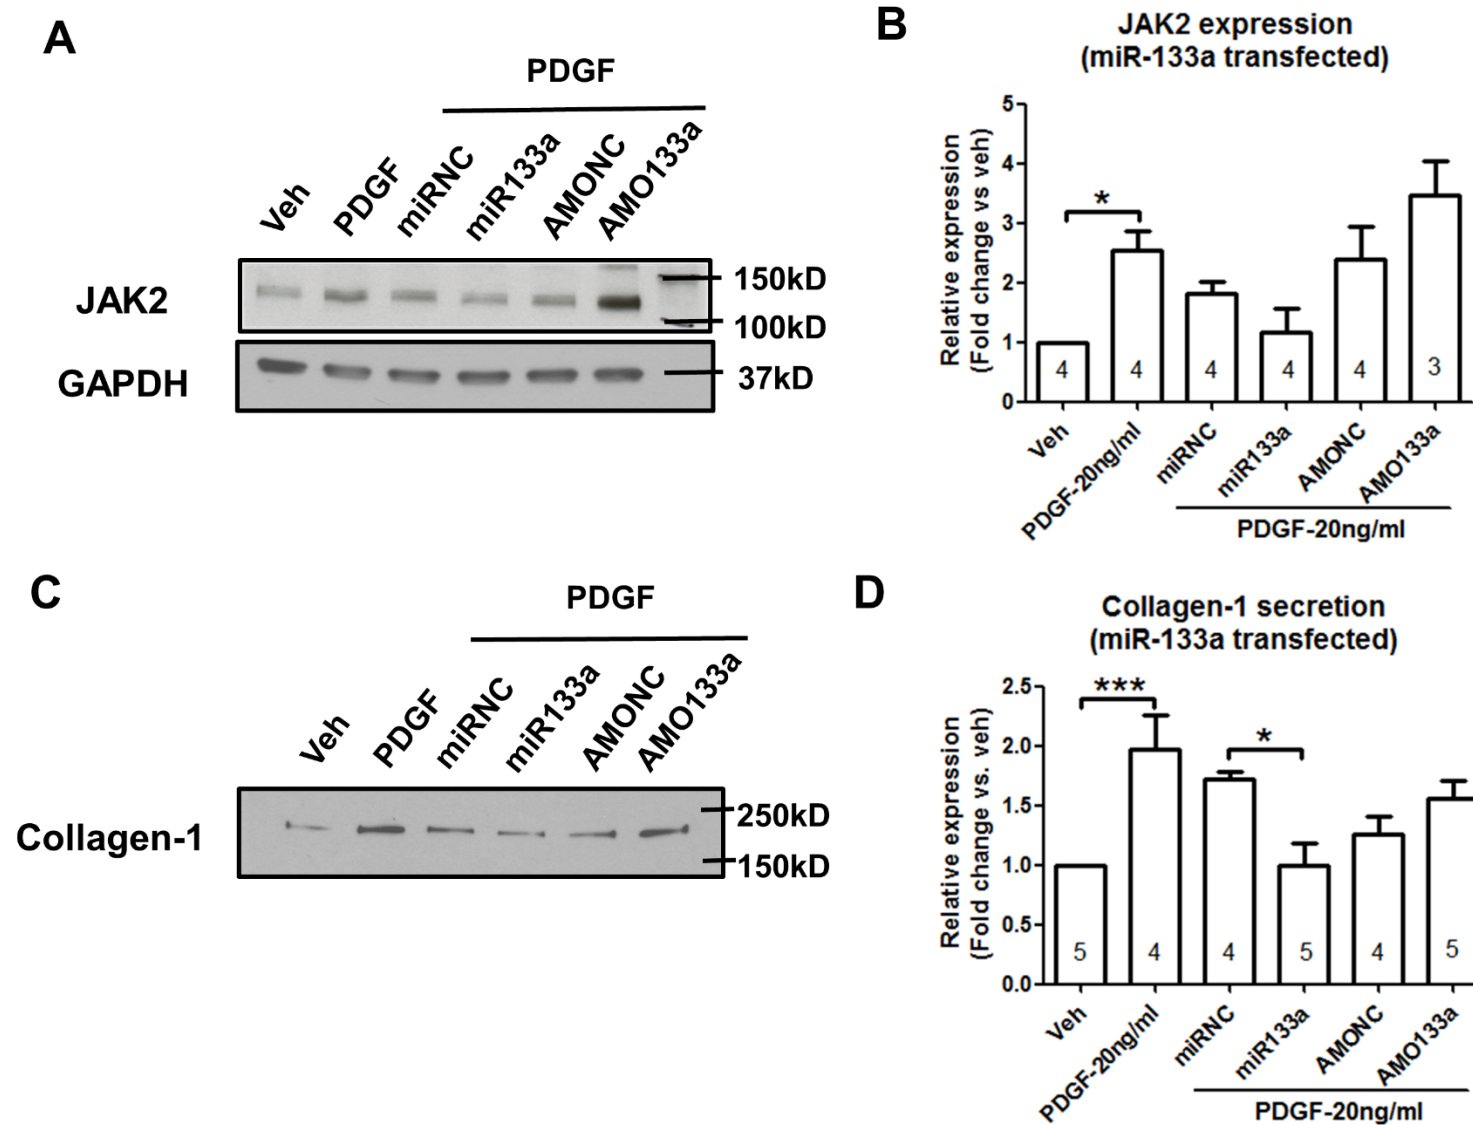 A
PDGF
Veh
PDGF
miRNC
miR133a
AMONC
AMO133a
JAK2
150kD
100kD
GAPDH
37kD
B
JAK2 expression
(miR-133a transfected)
Relative expression
(Fold change vs veh)
5
4
3
2
1
0
*
4
4
4
4
4
3
Veh
PDGF-20ng/ml
miRNC
miR133a
AMONC
AMO133a
PDGF-20ng/ml
C
PDGF
Veh
PDGF
miRNC
miR133a
AMONC
AMO133a
Collagen-1
250kD
150kD
D
Collagen-1 secretion
(miR-133a transfected)
Relative expression
(Fold change vs. veh)
2.5
2.0
1.5
1.0
0.5
0.0
***
*
5
4
4
5
4
5
Veh
PDGF-20ng/ml
miRNC
miR133a
AMONC
AMO133a
PDGF-20ng/ml